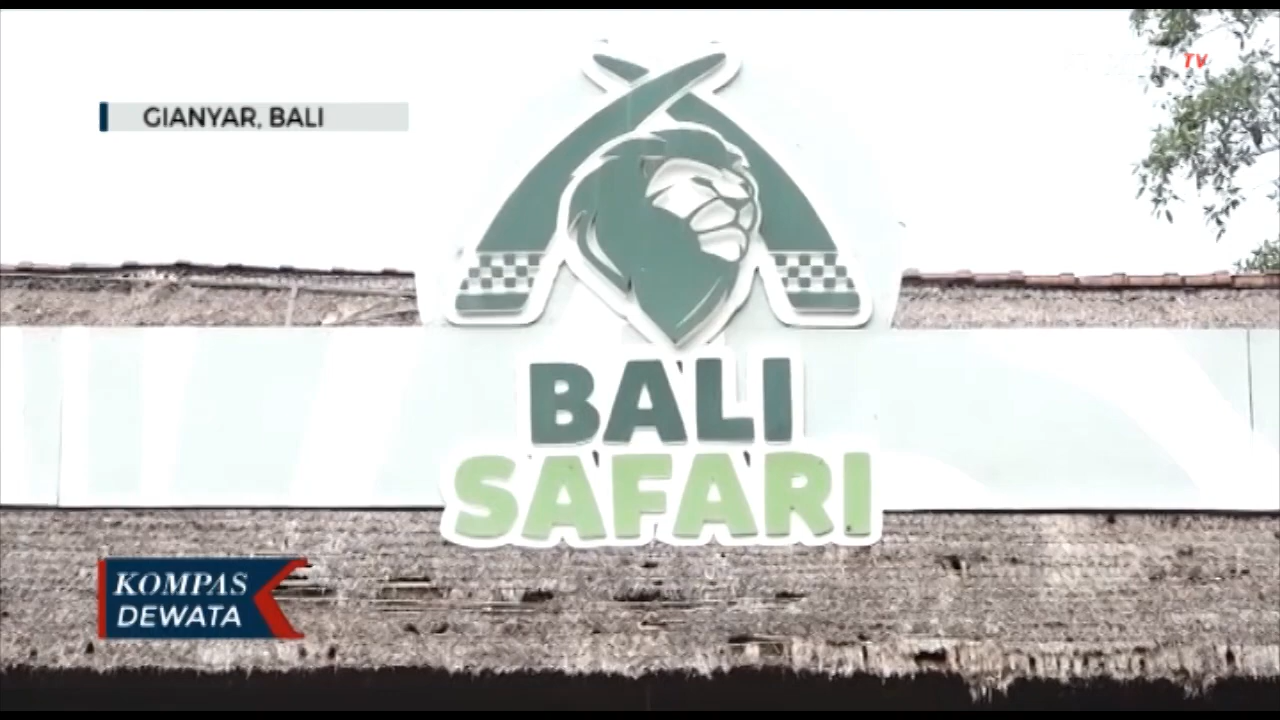 TV
GIANYAR, BALI
BALI
SAFARI
KOMPAS
DEWATA